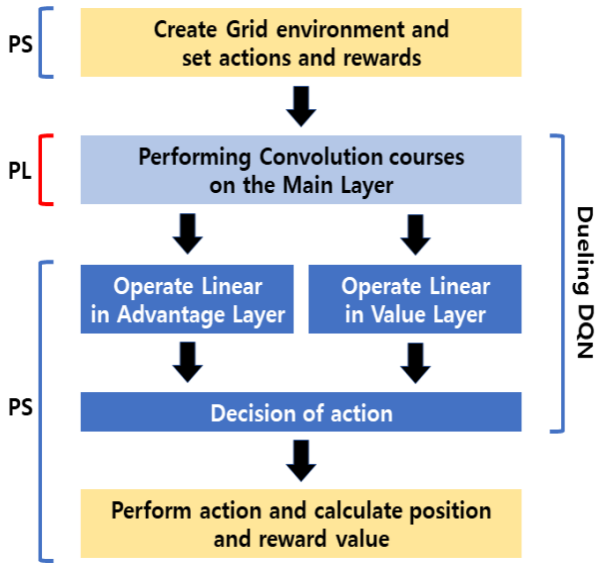 PS
Create Grid environment and
set actions and rewards
PL
Performing Convolution courses
on the Main Layer
Dueling DQN
PS
Operate Linear
in Advantage Layer
Operate Linear
in Value Layer
Decision of action
Perform action and calculate position
and reward value